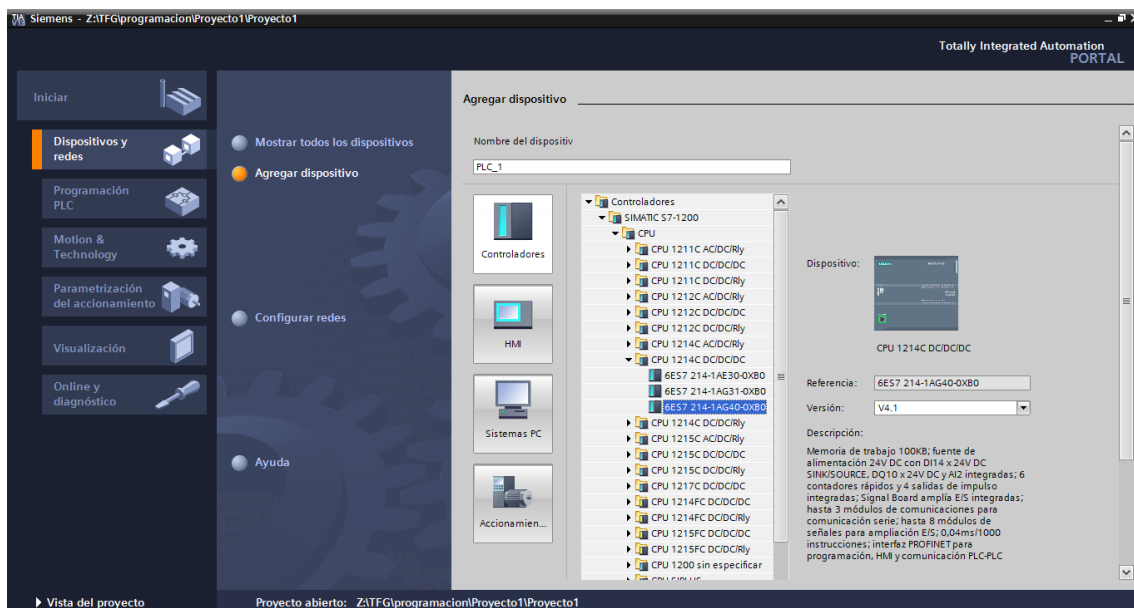 Siemens - Z:\TFG\programacion\Proyecto1\Proyecto1
Totally Integrated Automation
PORTAL
Iniciar
Dispositivos y
redes
Programación
PLC
Motion &
Technology
Parametrización
del accionamiento
Visualización
Online y
diagnóstico
Vista del proyecto
Mostrar todos los dispositivos
Agregar dispositivo
Configurar redes
Ayuda
Agregar dispositivo
Nombre del dispositiv
PLC_1
Controladores
HMI
Sistemas PC
Accionamien...
Controladores
SIMATIC S7-1200
CPU
CPU 1211C AC/DC/Rly
CPU 1211C DC/DC/DC
CPU 1211C DC/DC/Rly
CPU 1212C AC/DC/Rly
CPU 1212C DC/DC/DC
CPU 1212C DC/DC/Rly
CPU 1214C AC/DC/Rly
CPU 1214C DC/DC/DC
6ES7 214-1AE30-0XB0
6ES7 214-1AG31-0XB0
6ES7 214-1AG40-0XB0
CPU 1214C DC/DC/Rly
CPU 1215C AC/DC/Rly
CPU 1215C DC/DC/DC
CPU 1215C DC/DC/Rly
CPU 1217C DC/DC/DC
CPU 1214FC DC/DC/DC
CPU 1214FC DC/DC/Rly
CPU 1215FC DC/DC/DC
CPU 1215FC DC/DC/Rly
CPU 1200 sin especificar
CPU SIPLUS
Dispositivo:
CPU 1214C DC/DC/DC
Referencia: 6ES7 214-1AG40-0XB0
Versión: V4.1
Descripción:
Memoria de trabajo 100KB; fuente de
alimentación 24V DC con DI14 x 24V DC
SINK/SOURCE, DQ10 x 24V DC y AI2 integradas; 6
contadores rápidos y 4 salidas de impulso
integradas; Signal Board amplía E/S integradas;
hasta 3 módulos de comunicaciones para
comunicación serie; hasta 8 módulos de
señales para ampliación E/S; 0,04ms/1000
instrucciones; interfaz PROFINET para
programación, HMI y comunicación PLC-PLC
Proyecto abierto: Z:\TFG\programacion\Proyecto1\Proyecto1